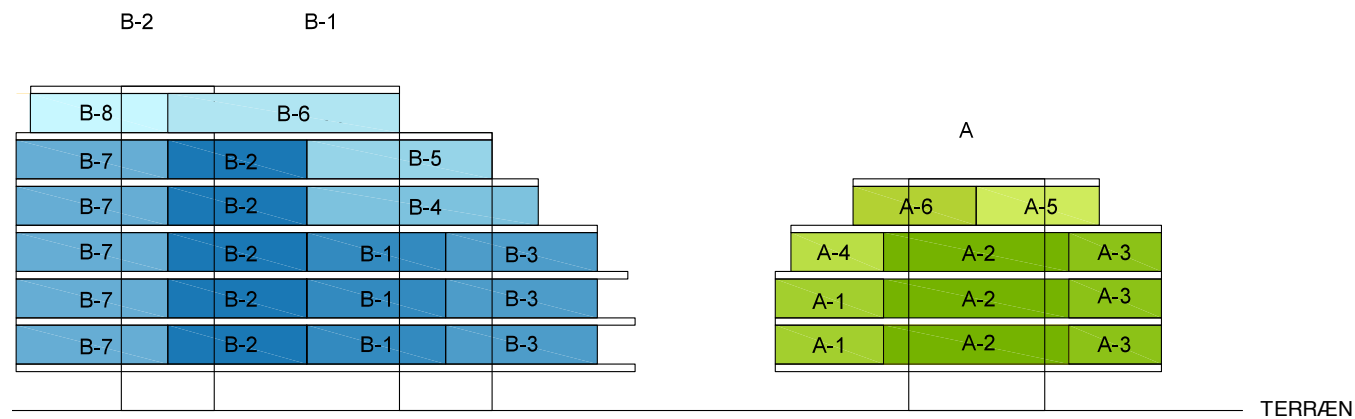 B-2 B-1
B-8 B-6
A
B-7 B-2 B-5
B-7 B-2 B-4 A-6 A-5
B-7 B-2 B-1 B-3 A-4 A-2 A-3
B-7 B-2 B-1 B-3 A-1 A-2 A-3
B-7 B-2 B-1 B-3 A-1 A-2 A-3
TERRÆN